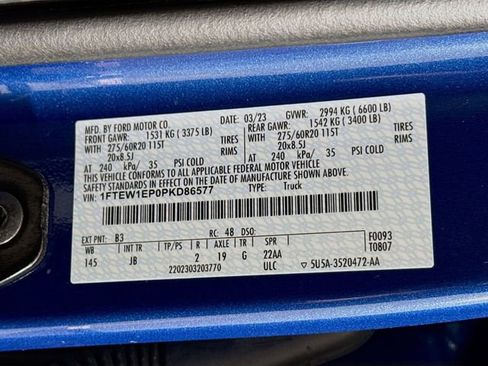 MFD. BY FORD MOTOR CO. 03/23 GVWR: 2994 KG ( 6600 LB)
FRONT GAWR: 1531 KG ( 3375 LB) REAR GAWR: 1542 KG ( 3400 LB)
WITH 275/60R20 115T TIRES WITH 275/60R20 115T TIRES
20x8.5J RIMS 20x8.5J RIMS
AT 240 kPa/ 35 PSI COLD AT 240 kPa/ 35 PSI COLD
THIS VEHICLE CONFORMS TO ALL APPLICABLE FEDERAL MOTOR VEHICLE
SAFETY AND THEFT PREVENTION STANDARDS IN EFFECT ON THE DATE OF
MANUFACTURE SHOWN ABOVE.
VIN: 1FTEW1EP0PKD86577 TYPE: Truck
EXT PNT: B3 RC: 48 DSO: F0093
WB INT TR TP/PS R AXLE TR SPR T0807
145 JB 2 19 G 22AA
2202303203770 ULC ▽5U5A-3520472-AA